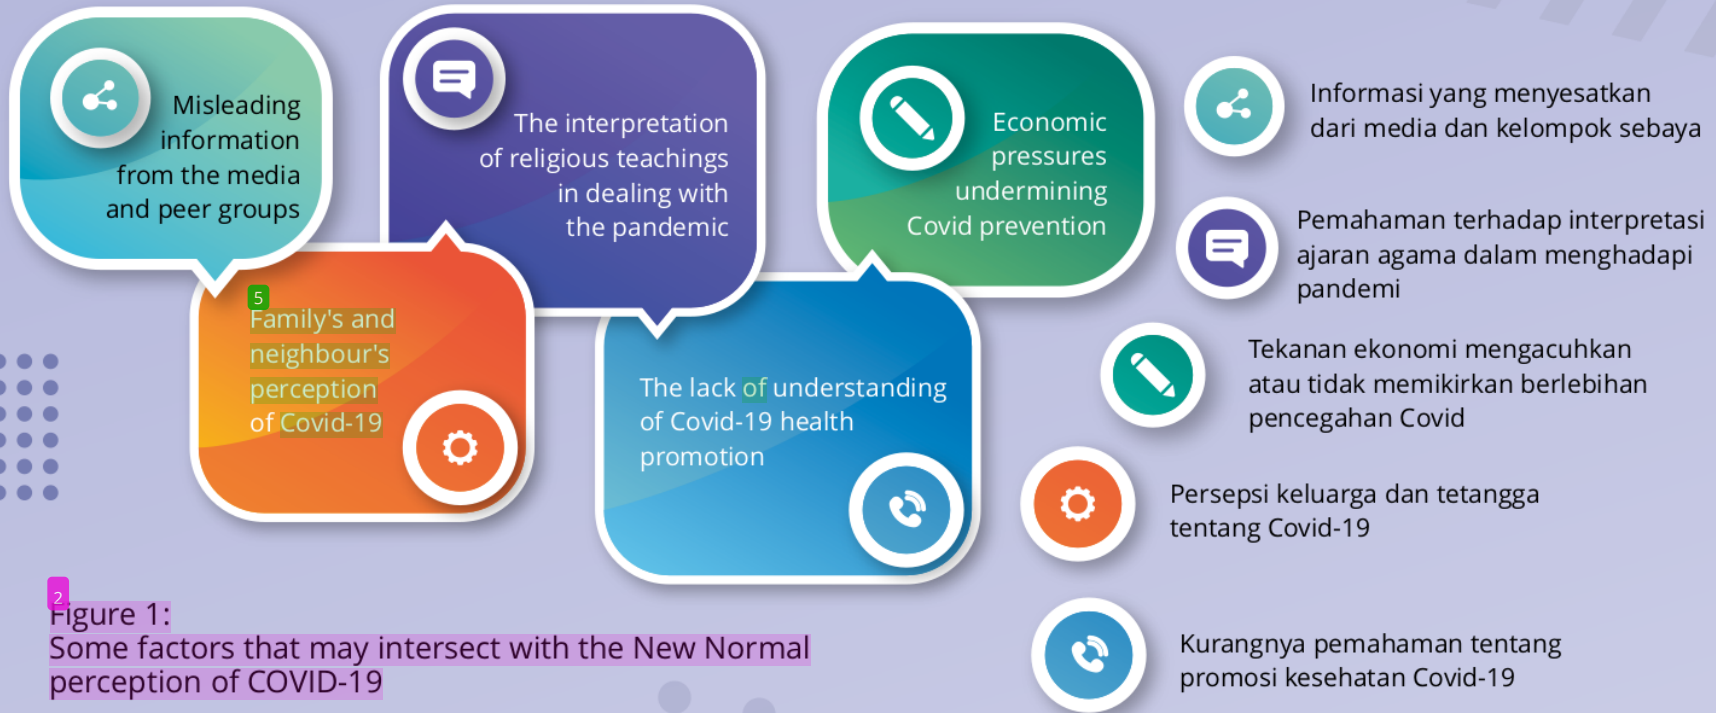 Misleading
information
from the media
and peer groups
The interpretation
of religious teachings
in dealing with
the pandemic
Economic
pressures
undermining
Covid prevention
5
Family's and
neighbour's
perception
of Covid-19
The lack of understanding
of Covid-19 health
promotion
Informasi yang menyesatkan
dari media dan kelompok sebaya
Pemahaman terhadap interpretasi
ajaran agama dalam menghadapi
pandemi
Tekanan ekonomi mengacuhkan
atau tidak memikirkan berlebihan
pencegahan Covid
Persepsi keluarga dan tetangga
tentang Covid-19
Kurangnya pemahaman tentang
promosi kesehatan Covid-19
2
Figure 1:
Some factors that may intersect with the New Normal
perception of COVID-19